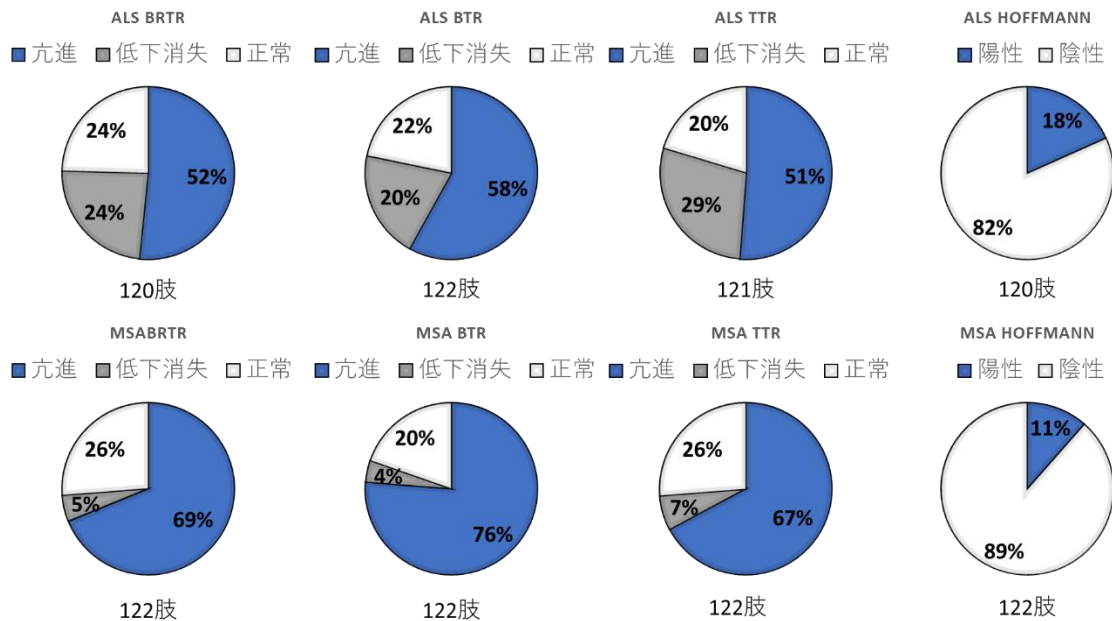 ALS BRTR
亢進 低下消失 正常
24%
52%
24%
120肢
ALS BTR
亢進 低下消失 正常
22%
58%
20%
122肢
ALS TTR
亢進 低下消失 正常
20%
51%
29%
121肢
ALS HOFFMANN
陽性 陰性
18%
82%
120肢
MSABRTR
亢進 低下消失 正常
26%
5%
69%
122肢
MSA BTR
亢進 低下消失 正常
20%
4%
76%
122肢
MSA TTR
亢進 低下消失 正常
26%
7%
67%
122肢
MSA HOFFMANN
陽性 陰性
11%
89%
122肢